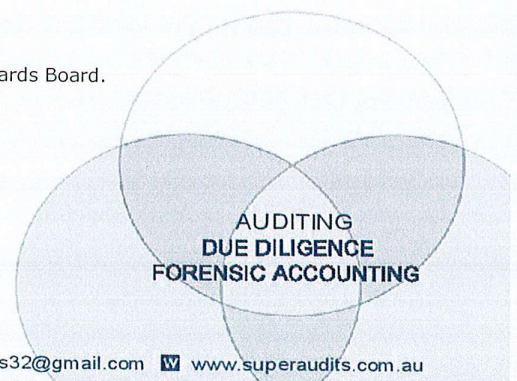 ards Board.
AUDITING
DUE DILIGENCE
FORENSIC ACCOUNTING
s32@gmail.com W www.superaudits.com.au